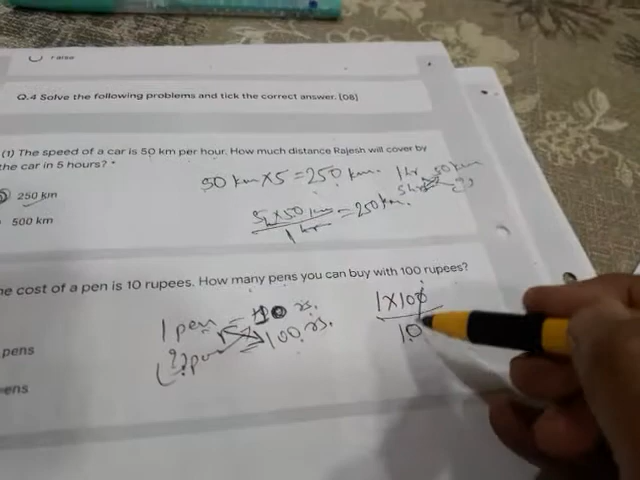 Q.4 Solve the following problems and tick the correct answer. [08]
(1) The speed of a car is 50 km per hour. How much distance Rajesh will cover by
the car in 5 hours? *
50 km x 5 = 250 km.
1 hr 50 km
5 hr ?
250 km
5h x 50 km = 250 km.
1 hr
500 km
he cost of a pen is 10 rupees. How many pens you can buy with 100 rupees?
1 pen = 10 rs.
(?) pen = 100 rs.
1 x 100
10
pens
ens